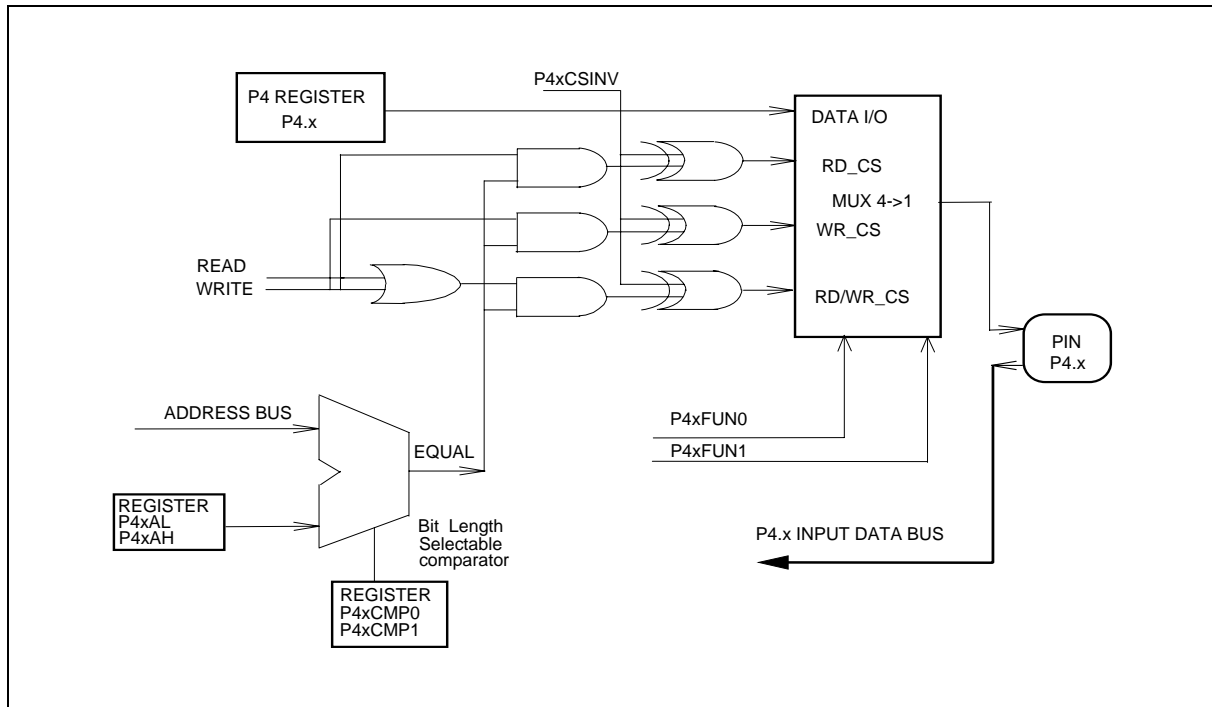 P4xCSINV
P4 REGISTER
P4.x
DATA I/O
RD_CS
MUX 4->1
WR_CS
RD/WR_CS
READ
WRITE
PIN
P4.x
ADDRESS BUS
EQUAL
P4xFUN0
P4xFUN1
REGISTER
P4xAL
P4xAH
Bit Length
Selectable
comparator
P4.x INPUT DATA BUS
REGISTER
P4xCMP0
P4xCMP1